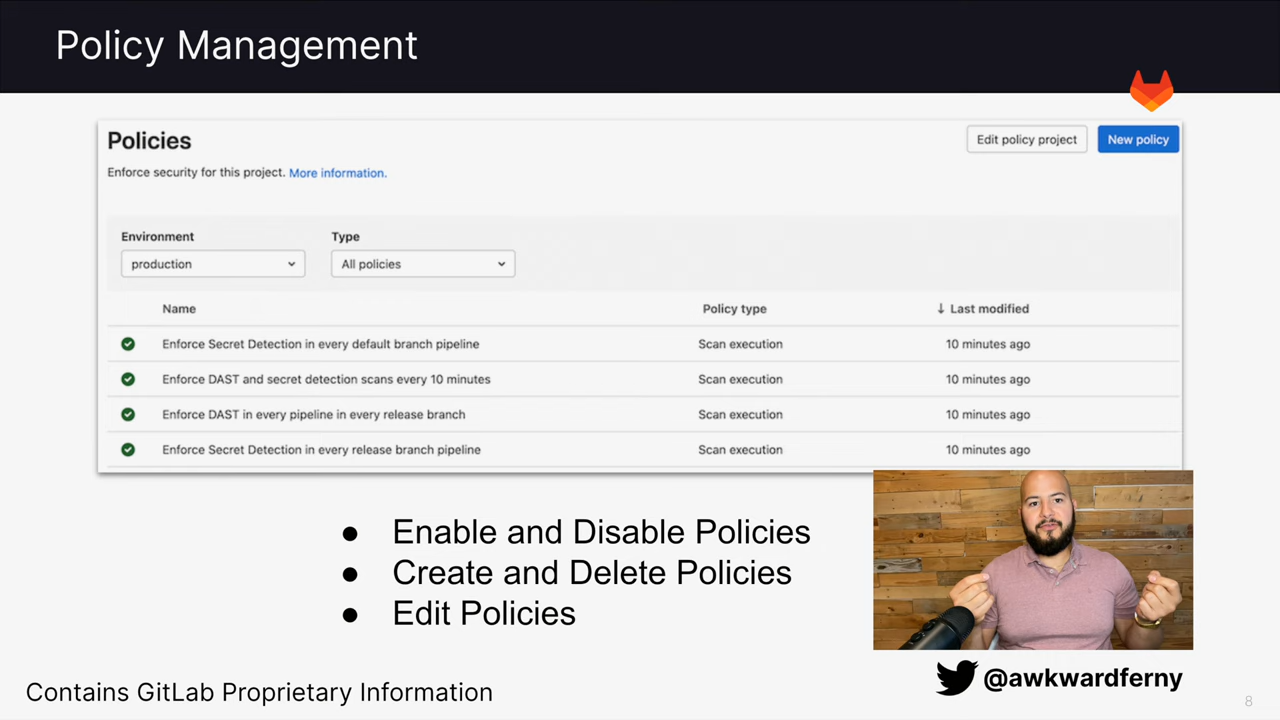 Policy Management
Policies
Edit policy project
New policy
Enforce security for this project. More information.
Environment
Type
production
All policies
Name
Policy type
↓ Last modified
Enforce Secret Detection in every default branch pipeline
Scan execution
10 minutes ago
Enforce DAST and secret detection scans every 10 minutes
Scan execution
10 minutes ago
Enforce DAST in every pipeline in every release branch
Scan execution
10 minutes ago
Enforce Secret Detection in every release branch pipeline
Scan execution
10 minutes ago
● Enable and Disable Policies
● Create and Delete Policies
● Edit Policies
@awkwardferny
Contains GitLab Proprietary Information
8